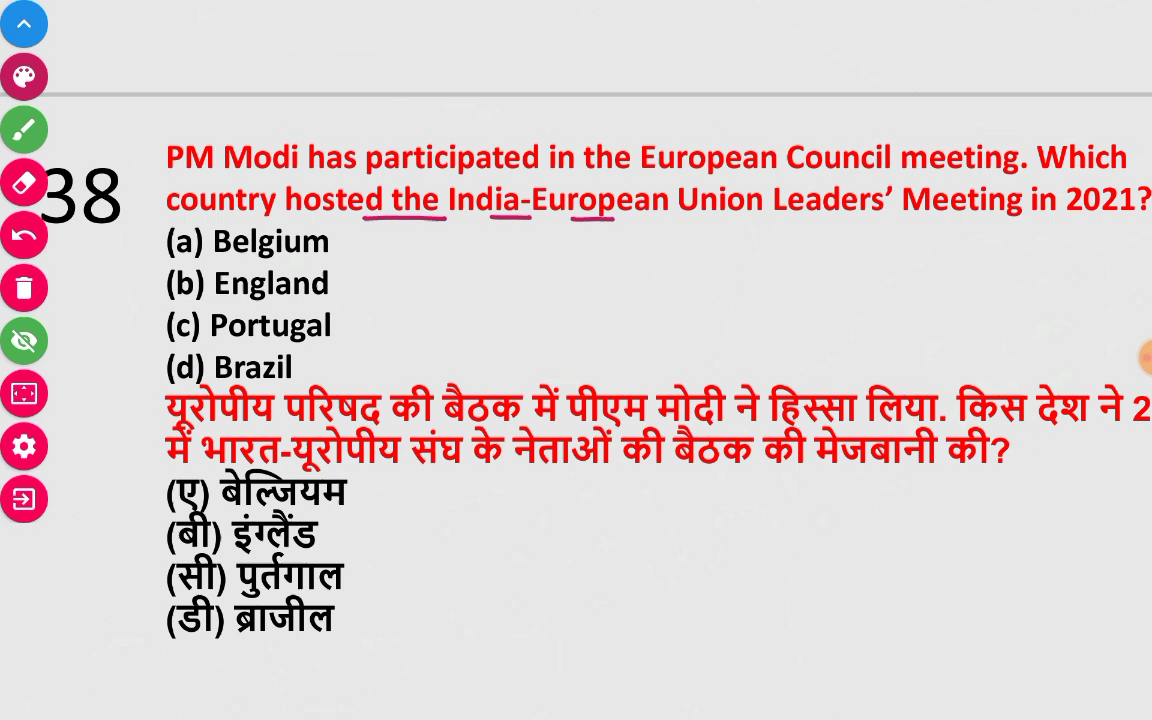 38
PM Modi has participated in the European Council meeting. Which
country hosted the India-European Union Leaders’ Meeting in 2021?
(a) Belgium
(b) England
(c) Portugal
(d) Brazil
यूरोपीय परिषद की बैठक में पीएम मोदी ने हिस्सा लिया. किस देश ने 2
में भारत-यूरोपीय संघ के नेताओं की बैठक की मेजबानी की?
(ए) बेल्जियम
(बी) इंग्लैंड
(सी) पुर्तगाल
(डी) ब्राजील